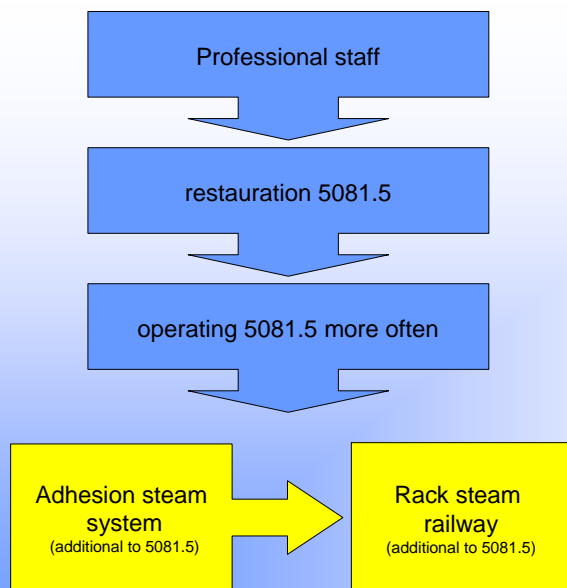 Professional staff
restauration 5081.5
operating 5081.5 more often
Adhesion steam
system
(additional to 5081.5)
Rack steam
railway
(additional to 5081.5)